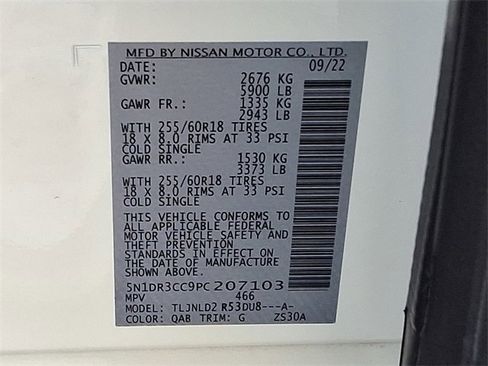 MFD BY NISSAN MOTOR CO., LTD.
DATE: 09/22
GVWR: 2676 KG
5900 LB
GAWR FR.: 1335 KG
2943 LB
WITH 255/60R18 TIRES
18 X 8.0 RIMS AT 33 PSI
COLD SINGLE
GAWR RR.: 1530 KG
3373 LB
WITH 255/60R18 TIRES
18 X 8.0 RIMS AT 33 PSI
COLD SINGLE
THIS VEHICLE CONFORMS TO
ALL APPLICABLE FEDERAL
MOTOR VEHICLE SAFETY AND
THEFT PREVENTION
STANDARDS IN EFFECT ON
THE DATE OF MANUFACTURE
5N1DR3CC9PC207103
MPV 466
MODEL: TLJNLD2 R53DU8---A-
COLOR: QAB TRIM: G ZS30A